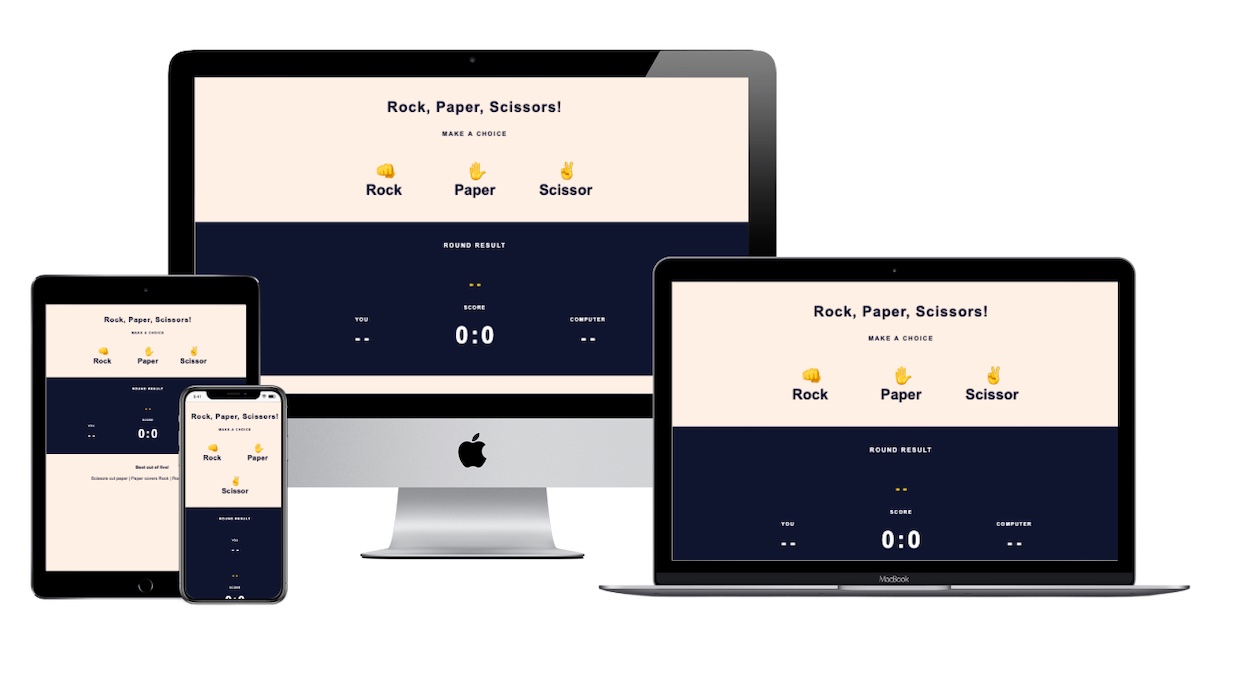 Rock, Paper, Scissors!
MAKE A CHOICE
Rock Paper Scissor
ROUND RESULT
--
SCORE
YOU COMPUTER
-- 0:0 --
Rock, Paper, Scissors!
MAKE A CHOICE
Rock Paper Scissor
ROUND RESULT
--
SCORE
YOU
-- 0:0
Best out of five!
Scissors cut paper | Paper covers Rock |
Rock, Paper, Scissors!
MAKE A CHOICE
Rock Paper
Scissor
ROUND RESULT
YOU
--
--
SCORE
0:0
Rock, Paper, Scissors!
MAKE A CHOICE
Rock Paper Scissor
ROUND RESULT
--
SCORE
YOU COMPUTER
-- 0:0 --
MacBook